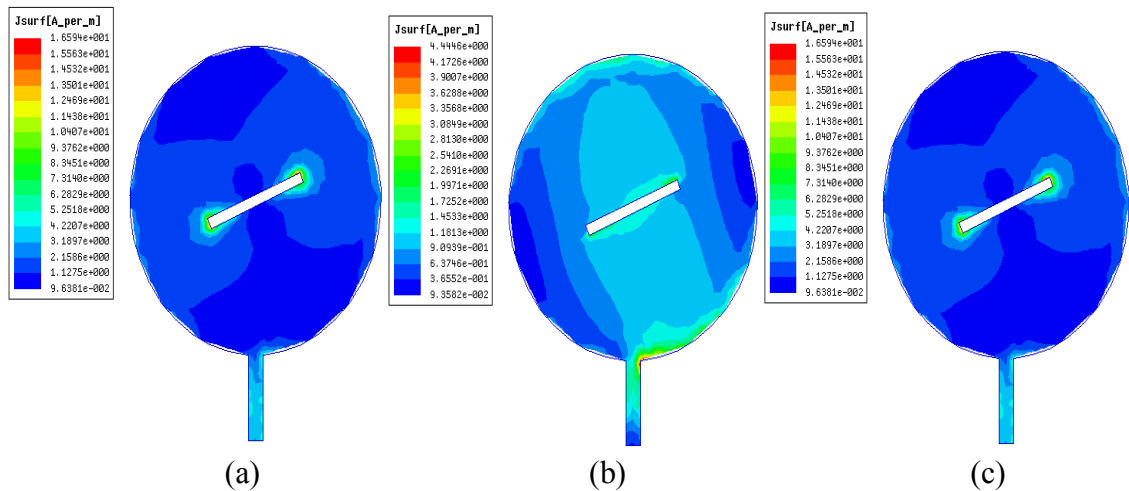 Jsurf[A_per_m]
1.6594e+001
1.5563e+001
1.4532e+001
1.3501e+001
1.2469e+001
1.1438e+001
1.0407e+001
9.3762e+000
8.3451e+000
7.3140e+000
6.2829e+000
5.2518e+000
4.2207e+000
3.1897e+000
2.1586e+000
1.1275e+000
9.6381e-002
(a)
Jsurf[A_per_m]
4.4446e+000
4.1726e+000
3.9007e+000
3.6288e+000
3.3568e+000
3.0849e+000
2.8130e+000
2.5410e+000
2.2691e+000
1.9971e+000
1.7252e+000
1.4533e+000
1.1813e+000
9.0939e-001
6.3746e-001
3.6552e-001
9.3582e-002
(b)
Jsurf[A_per_m]
1.6594e+001
1.5563e+001
1.4532e+001
1.3501e+001
1.2469e+001
1.1438e+001
1.0407e+001
9.3762e+000
8.3451e+000
7.3140e+000
6.2829e+000
5.2518e+000
4.2207e+000
3.1897e+000
2.1586e+000
1.1275e+000
9.6381e-002
(c)